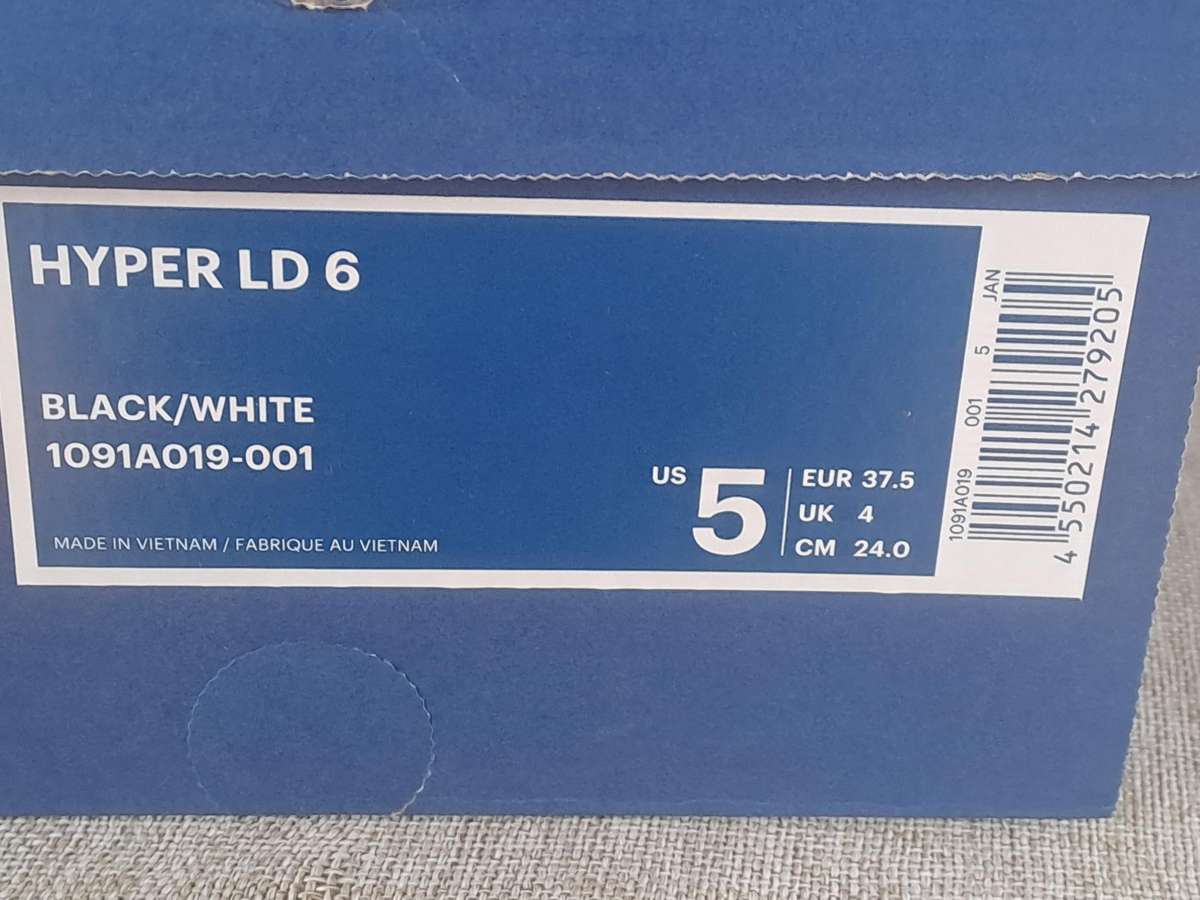 HYPER LD 6
BLACK/WHITE
1091A019-001
MADE IN VIETNAM / FABRIQUE AU VIETNAM
US 5
EUR 37.5
UK 4
CM 24.0
1091A019 001 5 JAN
4 550214 279205